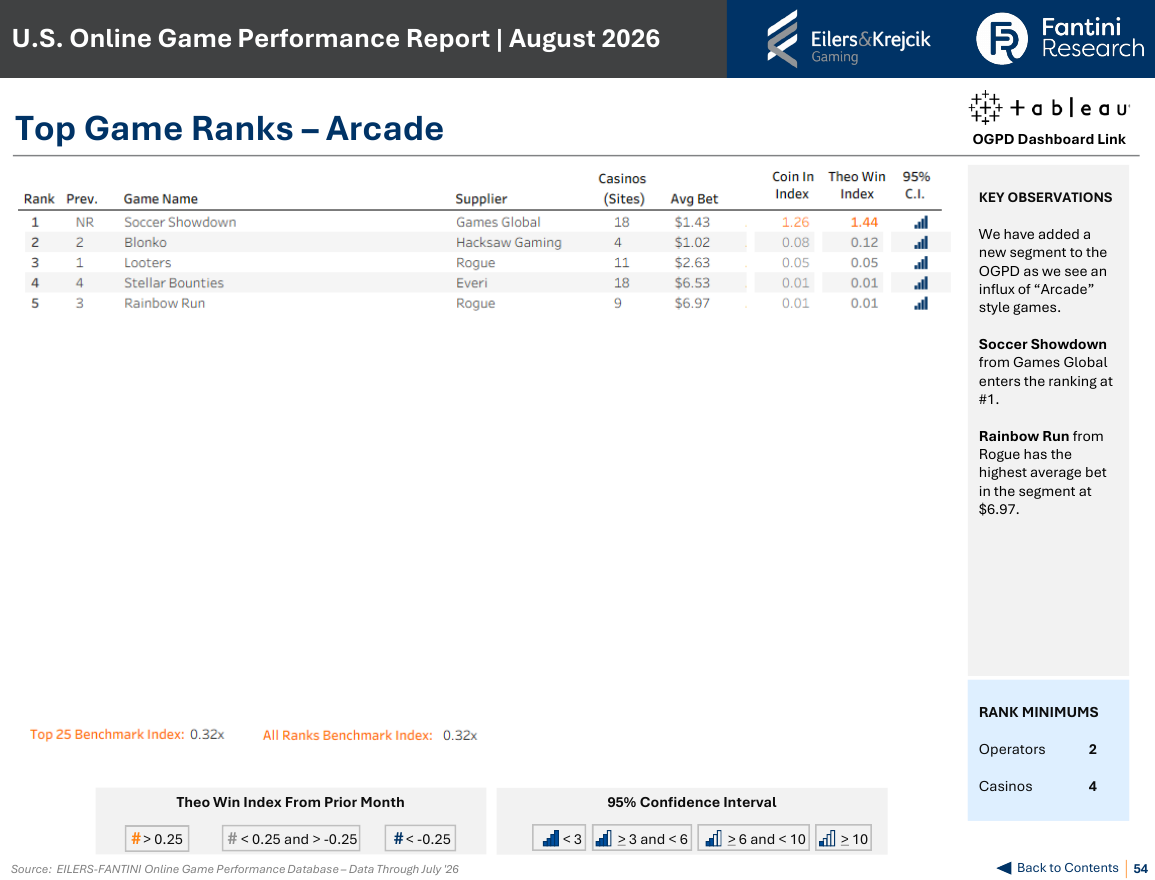 U.S. Online Game Performance Report | August 2026
Eilers&Krejcik
Gaming
Fantini
Research
Top Game Ranks – Arcade
+ a b | e a u
OGPD Dashboard Link
Rank Prev. Game Name Supplier Casinos (Sites) Avg Bet Coin In Index Theo Win Index 95% C.I.
1 NR Soccer Showdown Games Global 18 $1.43 1.26 1.44
2 2 Blonko Hacksaw Gaming 4 $1.02 0.08 0.12
3 1 Looters Rogue 11 $2.63 0.05 0.05
4 4 Stellar Bounties Everi 18 $6.53 0.01 0.01
5 3 Rainbow Run Rogue 9 $6.97 0.01 0.01
Top 25 Benchmark Index: 0.32x All Ranks Benchmark Index: 0.32x
KEY OBSERVATIONS
We have added a
new segment to the
OGPD as we see an
influx of “Arcade”
style games.
Soccer Showdown
from Games Global
enters the ranking at
#1.
Rainbow Run from
Rogue has the
highest average bet
in the segment at
$6.97.
RANK MINIMUMS
Operators 2
Casinos 4
Theo Win Index From Prior Month
# > 0.25 # < 0.25 and > -0.25 # < -0.25
95% Confidence Interval
< 3 ≥ 3 and < 6 ≥ 6 and < 10 ≥ 10
Source: EILERS-FANTINI Online Game Performance Database – Data Through July '26
Back to Contents | 54